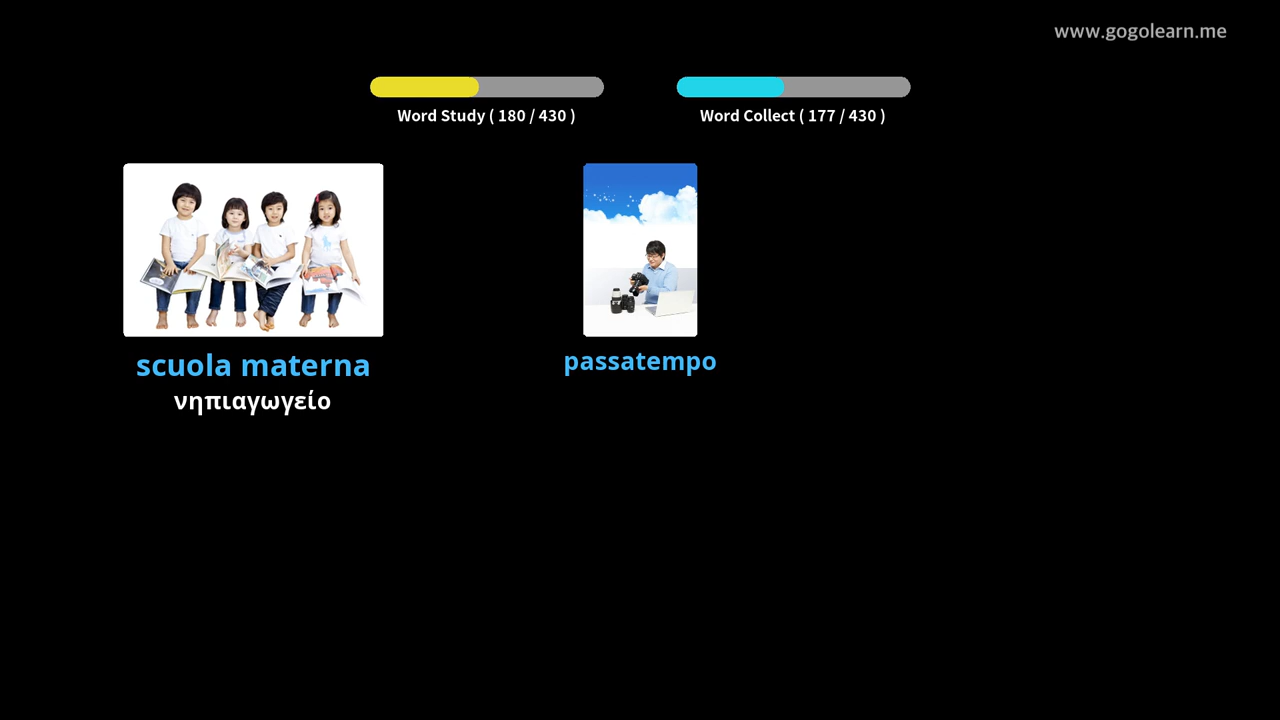 www.gogolearn.me
Word Study ( 180 / 430 )
Word Collect ( 177 / 430 )
scuola materna
νηπιαγωγείο
passatempo